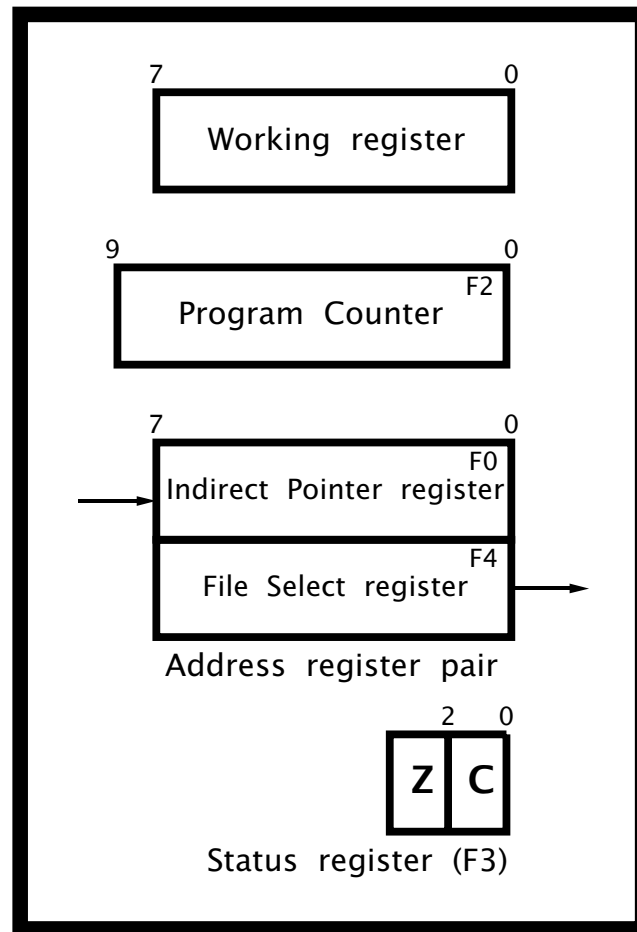 7 0
Working register
9 0
F2
Program Counter
7 0
F0
Indirect Pointer register
F4
File Select register
Address register pair
2 0
Z C
Status register (F3)